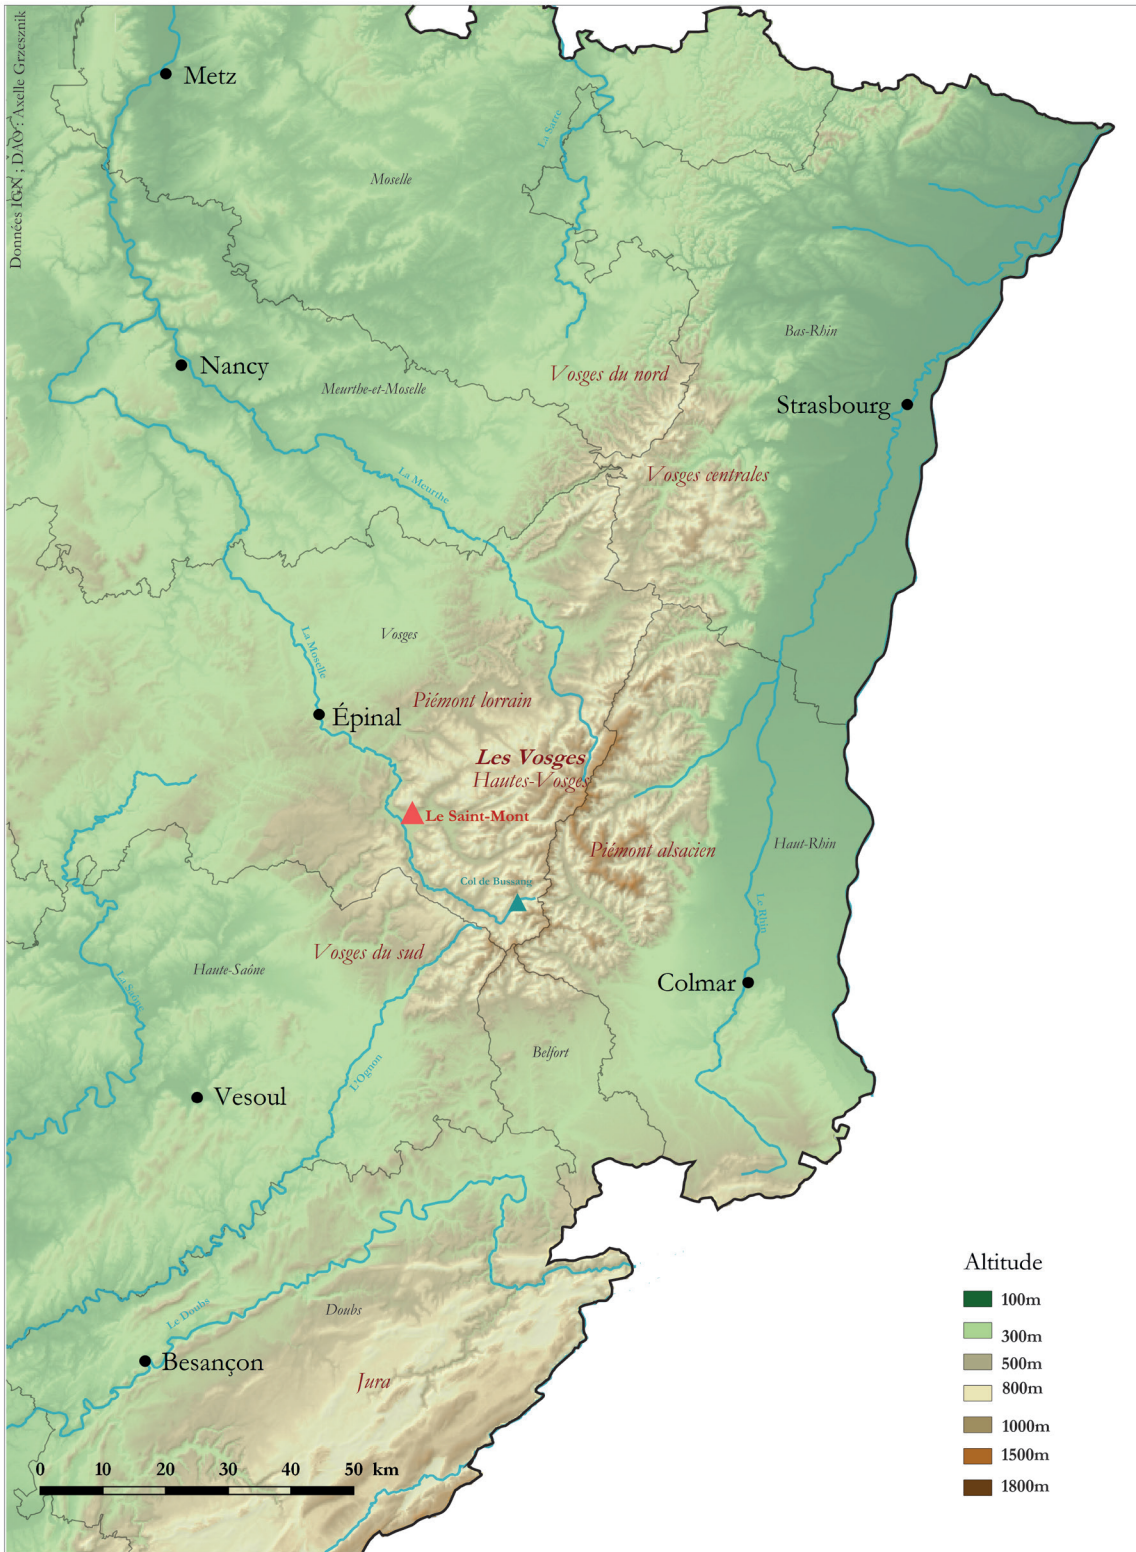 Données IGN ; DAO : Axelle Grzesznik
Metz
La Sarre
Moselle
Bas-Rhin
Nancy
Vosges du nord
Meurthe-et-Moselle
Strasbourg
Vosges centrales
La Meurthe
Vosges
La Moselle
Piémont lorrain
Épinal
Les Vosges
Hautes-Vosges
Le Saint-Mont
Piémont alsacien
Haut-Rhin
Col de Bussang
Le Rhin
Vosges du sud
Haute-Saône
La Saône
Colmar
Belfort
L'Ognon
Vesoul
Le Doubs
Doubs
Besançon
Jura
0 10 20 30 40 50 km
Altitude
100m
300m
500m
800m
1000m
1500m
1800m